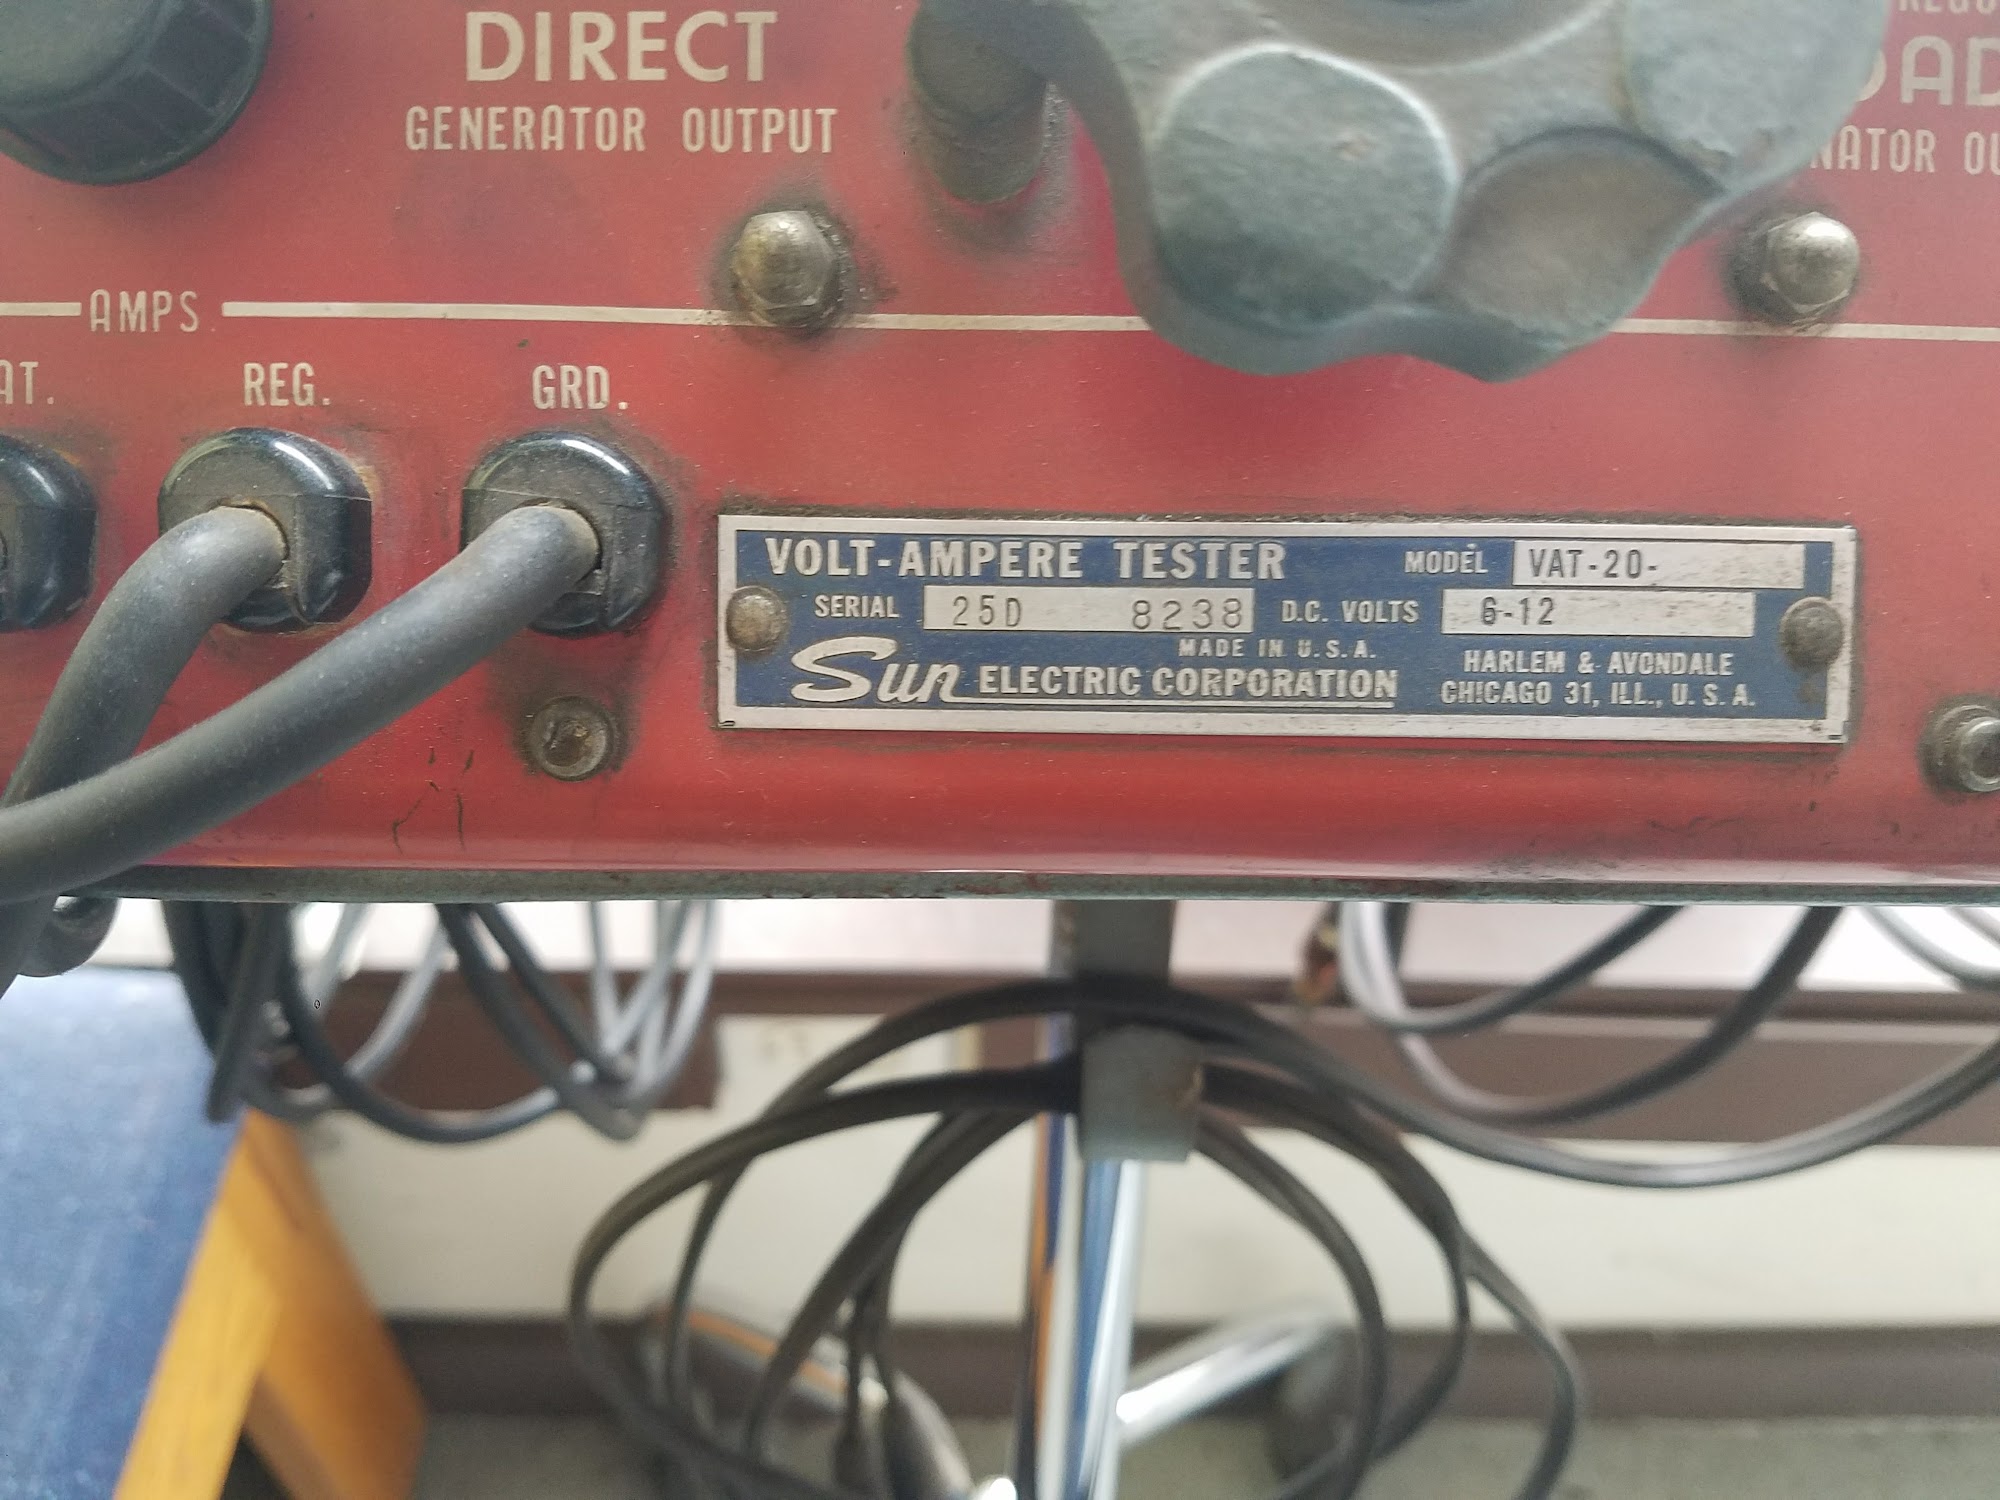 DIRECT
GENERATOR OUTPUT
AMPS.
REG.
GRD.
VOLT-AMPERE TESTER MODEL VAT-20-
SERIAL 25D 8238 D.C. VOLTS 6-12
MADE IN U.S.A.
Sun ELECTRIC CORPORATION
HARLEM & AVONDALE
CHICAGO 31, ILL., U.S.A.